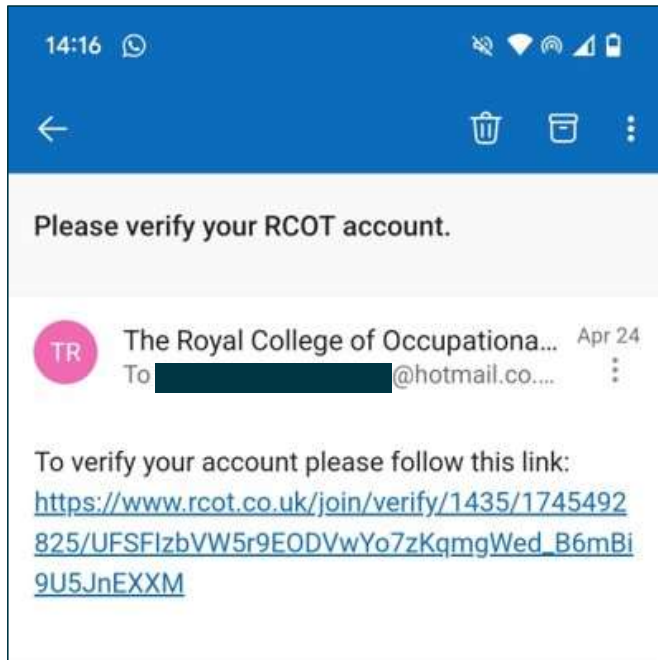 14:16
Please verify your RCOT account.
TR
The Royal College of Occupationa... Apr 24
To @hotmail.co....
To verify your account please follow this link:
https://www.rcot.co.uk/join/verify/1435/1745492
825/UFSFIzbVW5r9EODVwYo7zKqmgWed_B6mBi
9U5JnEXXM